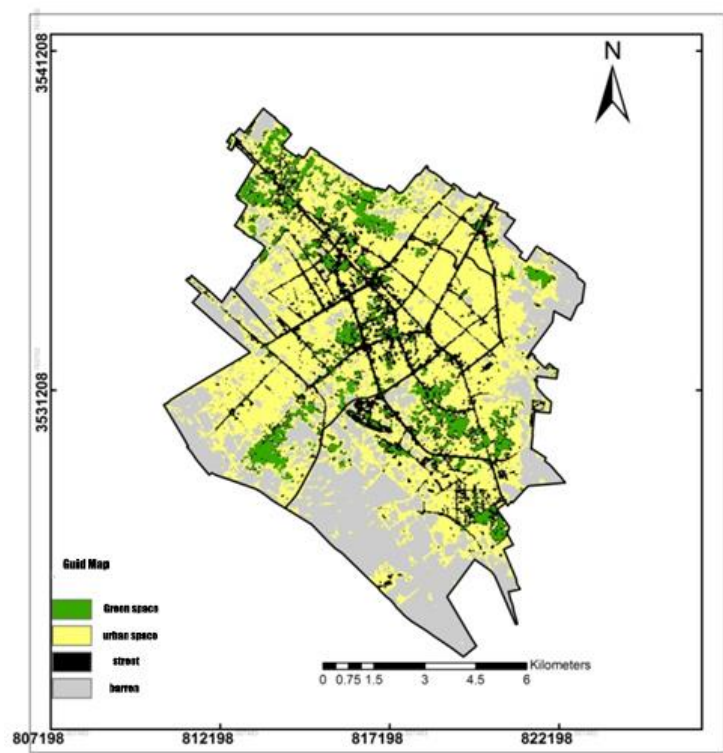 3541208
N
3531208
Guid Map
Green space
urban space
street
barren
Kilometers
0 0.75 1.5 3 4.5 6
807198 812198 817198 822198